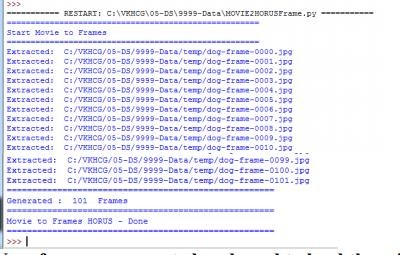 >>>
=========== RESTART: C:\VKHCG\05-DS\9999-Data\MOVIE2HORUSFrame.py ===========
=====================================================
Start Movie to Frames
=====================================================
Extracted:  C:/VKHCG/05-DS/9999-Data/temp/dog-frame-0000.jpg
Extracted:  C:/VKHCG/05-DS/9999-Data/temp/dog-frame-0001.jpg
Extracted:  C:/VKHCG/05-DS/9999-Data/temp/dog-frame-0002.jpg
Extracted:  C:/VKHCG/05-DS/9999-Data/temp/dog-frame-0003.jpg
Extracted:  C:/VKHCG/05-DS/9999-Data/temp/dog-frame-0004.jpg
Extracted:  C:/VKHCG/05-DS/9999-Data/temp/dog-frame-0005.jpg
Extracted:  C:/VKHCG/05-DS/9999-Data/temp/dog-frame-0006.jpg
Extracted:  C:/VKHCG/05-DS/9999-Data/temp/dog-frame-0007.jpg
Extracted:  C:/VKHCG/05-DS/9999-Data/temp/dog-frame-0008.jpg
Extracted:  C:/VKHCG/05-DS/9999-Data/temp/dog-frame-0009.jpg
Extracted:  C:/VKHCG/05-DS/9999-Data/temp/dog-frame-0010.jpg
Extracted:  C:/VKHCG/05-DS/9999-Data/temp/dog-frame-0099.jpg
Extracted:  C:/VKHCG/05-DS/9999-Data/temp/dog-frame-0100.jpg
Extracted:  C:/VKHCG/05-DS/9999-Data/temp/dog-frame-0101.jpg
=====================================================
Generated :  101  Frames
=====================================================
Movie to Frames HORUS - Done
=====================================================
>>>